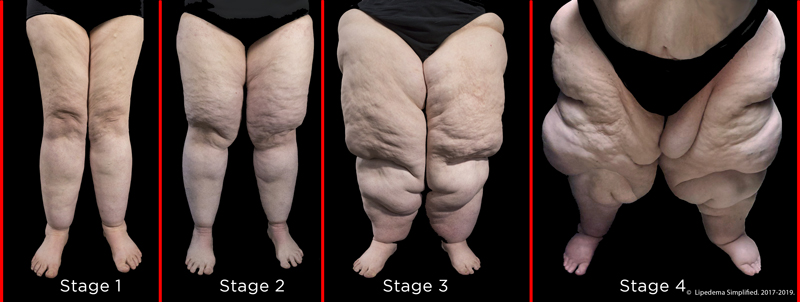 Stage 1
Stage 2
Stage 3
Stage 4
© Lipedema Simplified. 2017-2019.